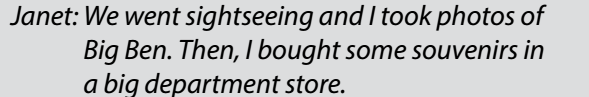 Janet: We went sightseeing and I took photos of
Big Ben. Then, I bought some souvenirs in
a big department store.